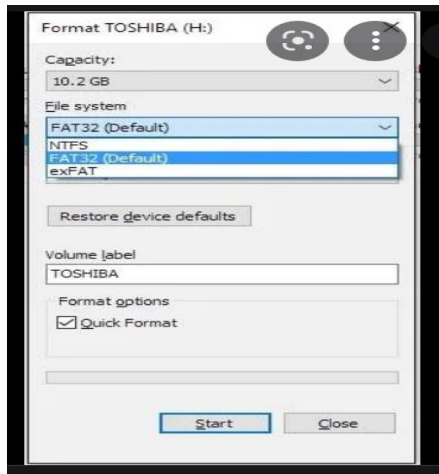 Format TOSHIBA (H:)
Capacity:
10.2 GB
File system
FAT32 (Default)
NTFS
FAT32 (Default)
exFAT
Restore device defaults
Volume label
TOSHIBA
Format options
Quick Format
Start
Close